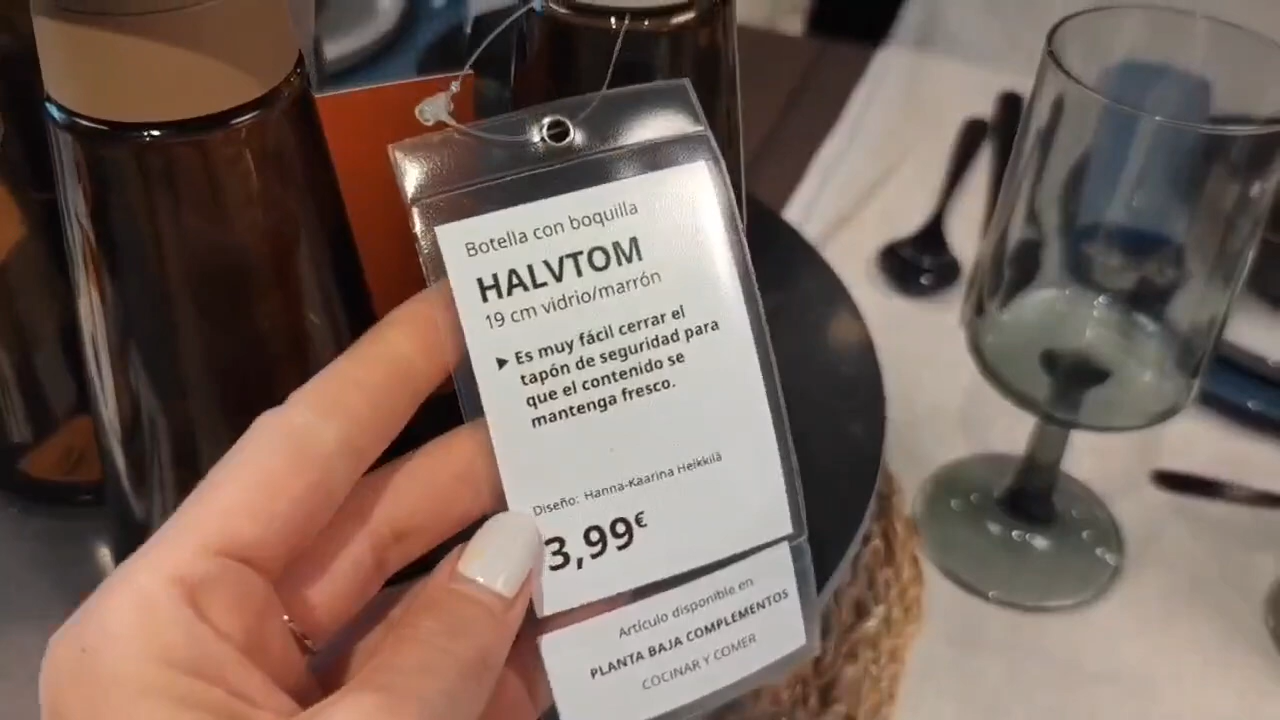 Botella con boquilla
HALVTOM
19 cm vidrio/marrón
► Es muy fácil cerrar el
tapón de seguridad para
que el contenido se
mantenga fresco.
Diseño: Hanna-Kaarina Heikkilä
3,99€
Artículo disponible en
PLANTA BAJA COMPLEMENTOS
COCINAR Y COMER